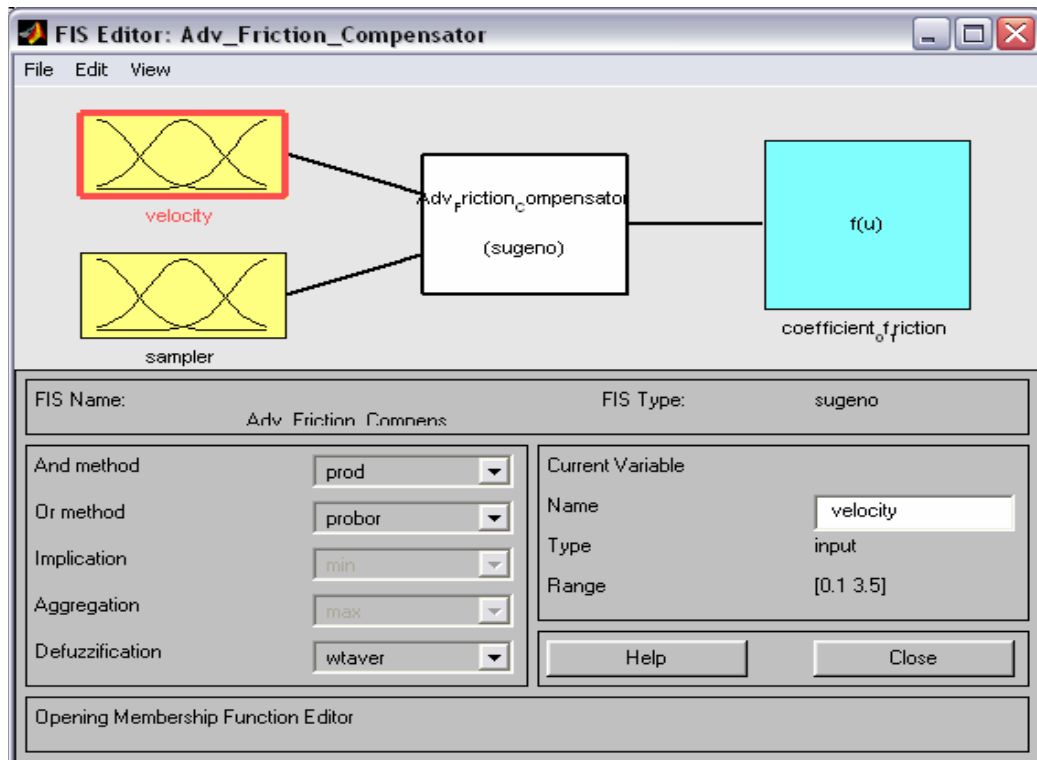 FIS Editor: Adv_Friction_Compensator
File Edit View
velocity
sampler
Adv_Friction_Compensator
(sugeno)
f(u)
coefficient_of_friction
FIS Name:
Adv_Friction_Compens
FIS Type:
sugeno
And method
prod
Or method
probor
Implication
min
Aggregation
max
Defuzzification
wtaver
Current Variable
Name
velocity
Type
input
Range
[0.1 3.5]
Help
Close
Opening Membership Function Editor